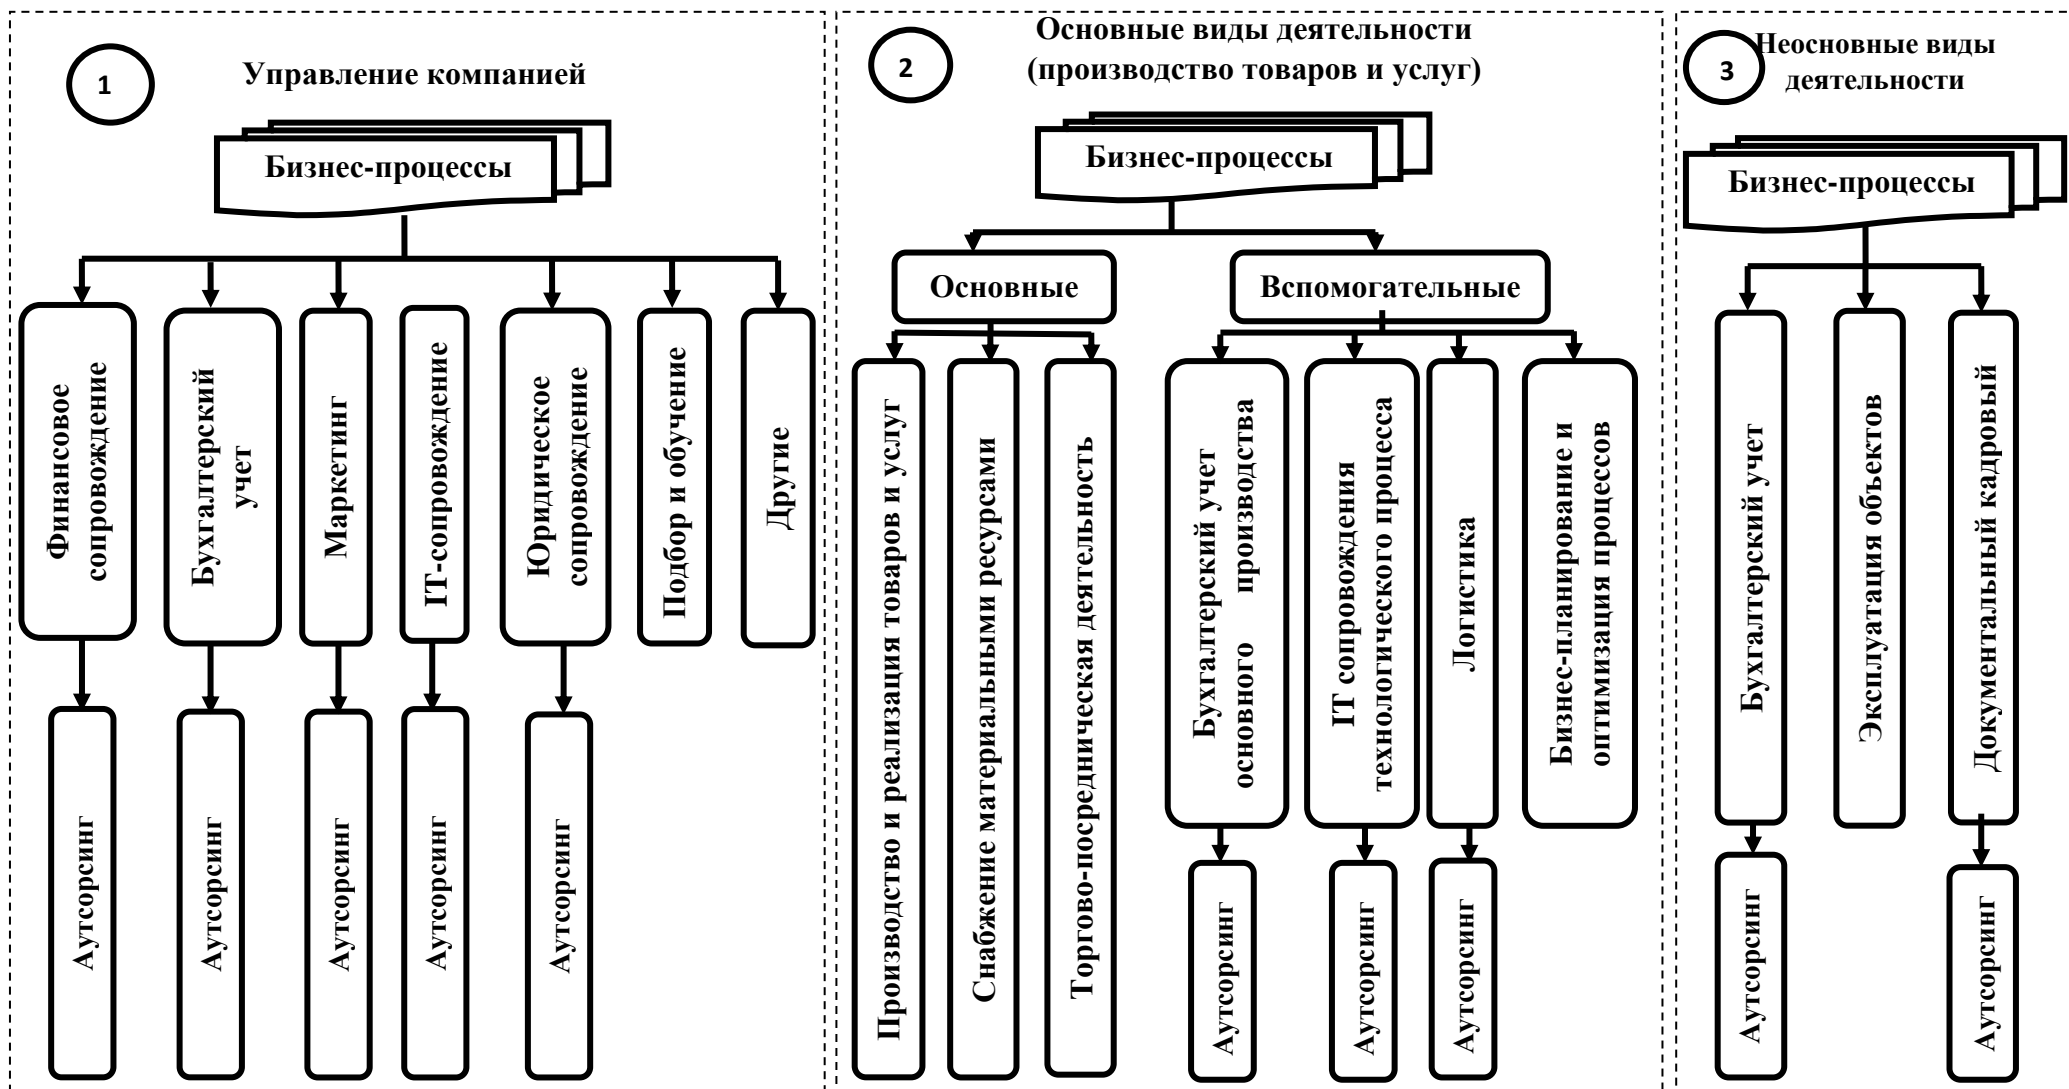 1
Управление компанией
Бизнес-процессы
Финансовое
сопровождение
Бухгалтерский
учет
Маркетинг
IT-сопровождение
Юридическое
сопровождение
Подбор и обучение
Другие
Аутсорсинг
Аутсорсинг
Аутсорсинг
Аутсорсинг
Аутсорсинг
2
Основные виды деятельности
(производство товаров и услуг)
Бизнес-процессы
Основные
Вспомогательные
Производство и реализация товаров и услуг
Снабжение материальными ресурсами
Торгово-посредническая деятельность
Бухгалтерский учет
основного производства
IT сопровождения
технологического процесса
Логистика
Бизнес-планирование и
оптимизация процессов
Аутсорсинг
Аутсорсинг
Аутсорсинг
3
Неосновные виды
деятельности
Бизнес-процессы
Бухгалтерский учет
Эксплуатация объектов
Документальный кадровый
Аутсорсинг
Аутсорсинг